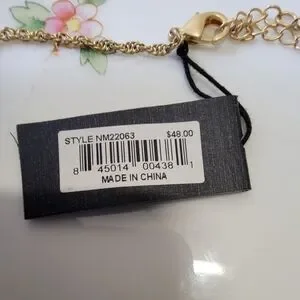 STYLE NM22063 $48.00
8 45014 00438 1
MADE IN CHINA